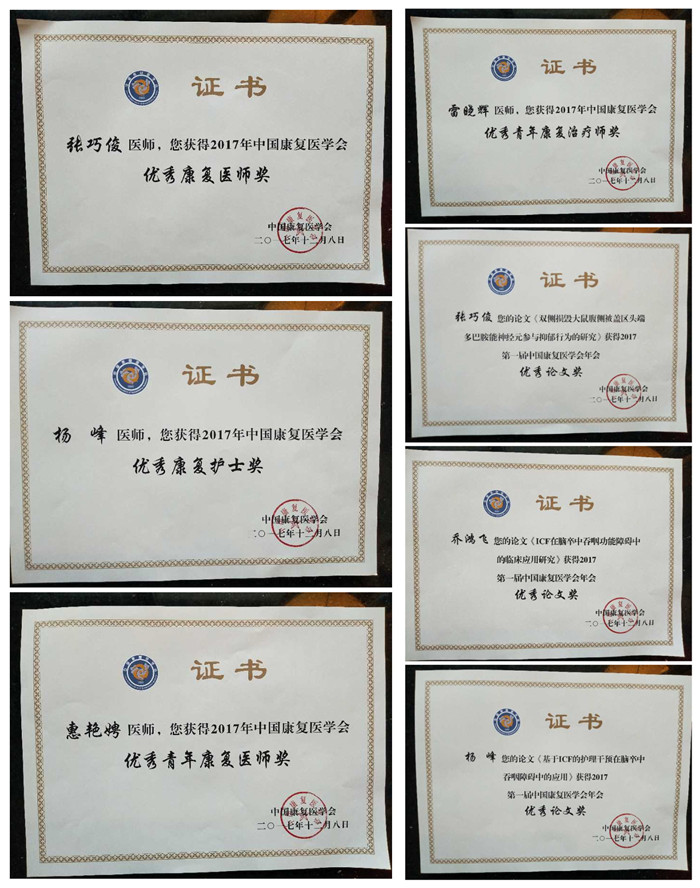 证书
张巧俊 医师，您获得2017年中国康复医学会
优秀康复医师奖
中国康复医学会
二〇一七年十二月八日
证书
杨 峰 医师，您获得2017年中国康复医学会
优秀康复护士奖
中国康复医学会
二〇一七年十二月八日
证书
惠艳娉 医师，您获得2017年中国康复医学会
优秀青年康复医师奖
中国康复医学会
二〇一七年十二月八日
证书
雷晓辉 医师，您获得2017年中国康复医学会
优秀青年康复治疗师奖
中国康复医学会
二〇一七年十二月八日
证书
张巧俊 您的论文《双侧损毁大鼠腹侧被盖区头端
多巴胺能神经元参与抑郁行为的研究》获得2017
第一届中国康复医学会年会
优秀论文奖
中国康复医学会
二〇一七年十二月八日
证书
乔鸿飞 您的论文《ICF在脑卒中吞咽功能障碍中
的临床应用研究》获得2017
第一届中国康复医学会年会
优秀论文奖
中国康复医学会
二〇一七年十二月八日
证书
杨 峰 您的论文《基于ICF的护理干预在脑卒中
吞咽障碍中的应用》获得2017
第一届中国康复医学会年会
优秀论文奖
中国康复医学会
二〇一七年十二月八日